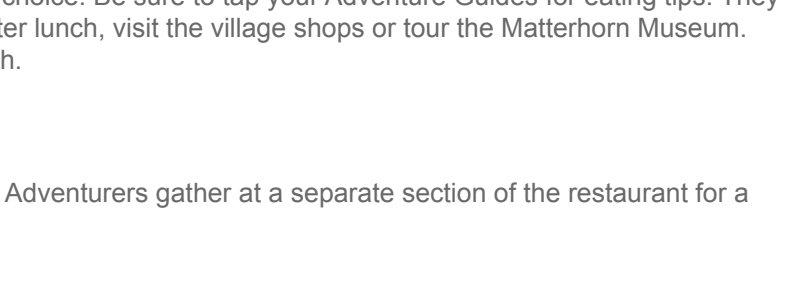 choice. Be sure to tap your Adventure Guides for eating tips. They
ter lunch, visit the village shops or tour the Matterhorn Museum.
h.
Adventurers gather at a separate section of the restaurant for a